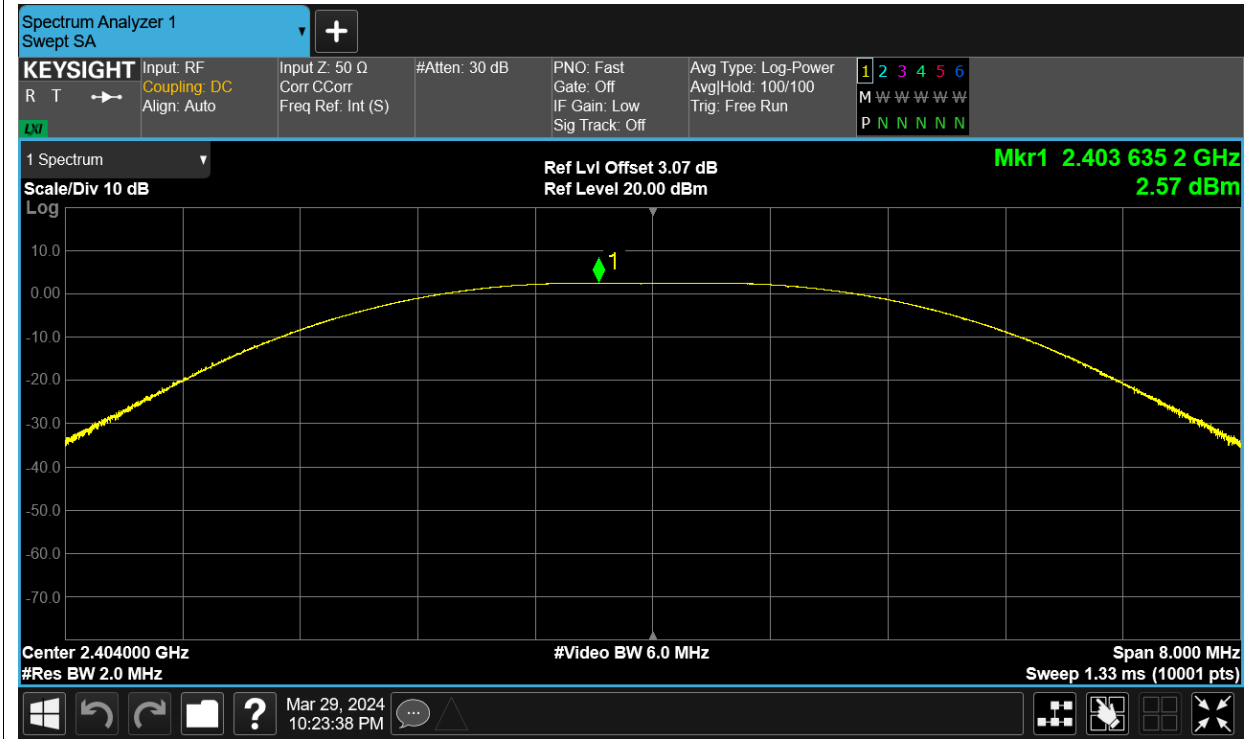 Spectrum Analyzer 1
Swept SA
+
KEYSIGHT
R T
LXI
Input: RF
Coupling: DC
Align: Auto
Input Z: 50 Ω
Corr CCorr
Freq Ref: Int (S)
#Atten: 30 dB
PNO: Fast
Gate: Off
IF Gain: Low
Sig Track: Off
Avg Type: Log-Power
Avg|Hold: 100/100
Trig: Free Run
1 2 3 4 5 6
M W W W W W
P N N N N N
1 Spectrum
Scale/Div 10 dB
Ref Lvl Offset 3.07 dB
Ref Level 20.00 dBm
Mkr1 2.403 635 2 GHz
2.57 dBm
Log
10.0
0.00
-10.0
-20.0
-30.0
-40.0
-50.0
-60.0
-70.0
1
Center 2.404000 GHz
#Res BW 2.0 MHz
#Video BW 6.0 MHz
Span 8.000 MHz
Sweep 1.33 ms (10001 pts)
?
Mar 29, 2024
10:23:38 PM